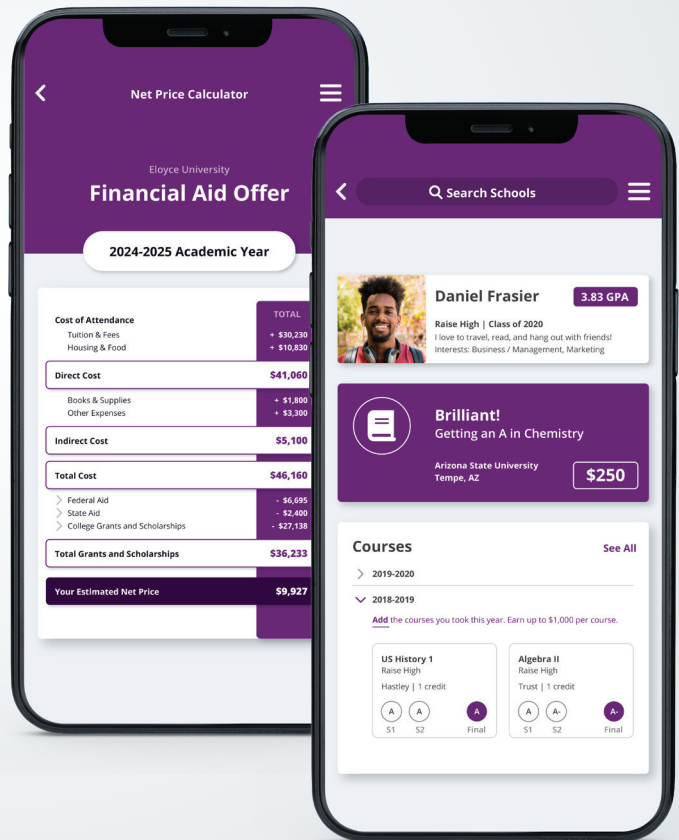 Net Price Calculator
Eloyce University
Financial Aid Offer
2024-2025 Academic Year
TOTAL
Cost of Attendance
Tuition & Fees + $30,230
Housing & Food + $10,830
Direct Cost $41,060
Books & Supplies + $1,800
Other Expenses + $3,300
Indirect Cost $5,100
Total Cost $46,160
Federal Aid - $6,695
State Aid - $2,400
College Grants and Scholarships - $27,138
Total Grants and Scholarships $36,233
Your Estimated Net Price $9,927
Search Schools
Daniel Frasier 3.83 GPA
Raise High | Class of 2020
I love to travel, read, and hang out with friends!
Interests: Business / Management, Marketing
Brilliant!
Getting an A in Chemistry
Arizona State University
Tempe, AZ
$250
Courses See All
2019-2020
2018-2019
Add the courses you took this year. Earn up to $1,000 per course.
US History 1
Raise High
Hastley | 1 credit
A A A
S1 S2 Final
Algebra II
Raise High
Trust | 1 credit
A A- A-
S1 S2 Final